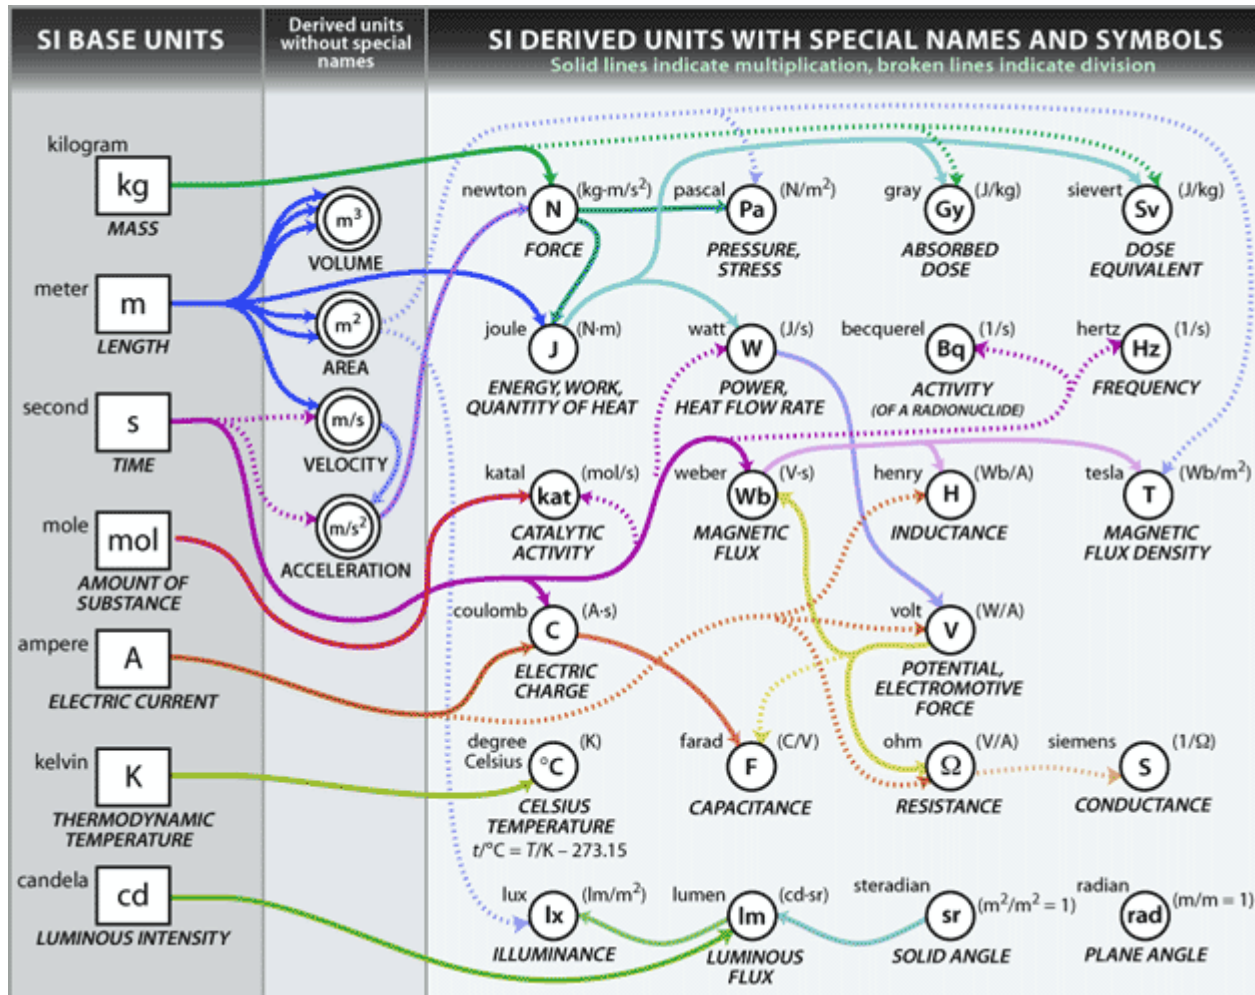 SI BASE UNITS
Derived units
without special
names
SI DERIVED UNITS WITH SPECIAL NAMES AND SYMBOLS
Solid lines indicate multiplication, broken lines indicate division
kilogram
kg
MASS
meter
m
LENGTH
second
s
TIME
mole
mol
AMOUNT OF
SUBSTANCE
ampere
A
ELECTRIC CURRENT
kelvin
K
THERMODYNAMIC
TEMPERATURE
candela
cd
LUMINOUS INTENSITY
m³
VOLUME
m²
AREA
m/s
VELOCITY
m/s²
ACCELERATION
newton
N
(kg·m/s²)
FORCE
pascal
Pa
(N/m²)
PRESSURE,
STRESS
gray
Gy
(J/kg)
ABSORBED
DOSE
sievert
Sv
(J/kg)
DOSE
EQUIVALENT
joule
J
(N·m)
ENERGY, WORK,
QUANTITY OF HEAT
watt
W
(J/s)
POWER,
HEAT FLOW RATE
becquerel
Bq
(1/s)
ACTIVITY
(OF A RADIONUCLIDE)
hertz
Hz
(1/s)
FREQUENCY
katal
kat
(mol/s)
CATALYTIC
ACTIVITY
weber
Wb
(V·s)
MAGNETIC
FLUX
henry
H
(Wb/A)
INDUCTANCE
tesla
T
(Wb/m²)
MAGNETIC
FLUX DENSITY
coulomb
C
(A·s)
ELECTRIC
CHARGE
volt
V
(W/A)
POTENTIAL,
ELECTROMOTIVE
FORCE
degree
Celsius
°C
(K)
CELSIUS
TEMPERATURE
t/°C = T/K – 273.15
farad
F
(C/V)
CAPACITANCE
ohm
Ω
(V/A)
RESISTANCE
siemens
S
(1/Ω)
CONDUCTANCE
lux
lx
(lm/m²)
ILLUMINANCE
lumen
lm
(cd·sr)
LUMINOUS
FLUX
steradian
sr
(m²/m² = 1)
SOLID ANGLE
radian
rad
(m/m = 1)
PLANE ANGLE